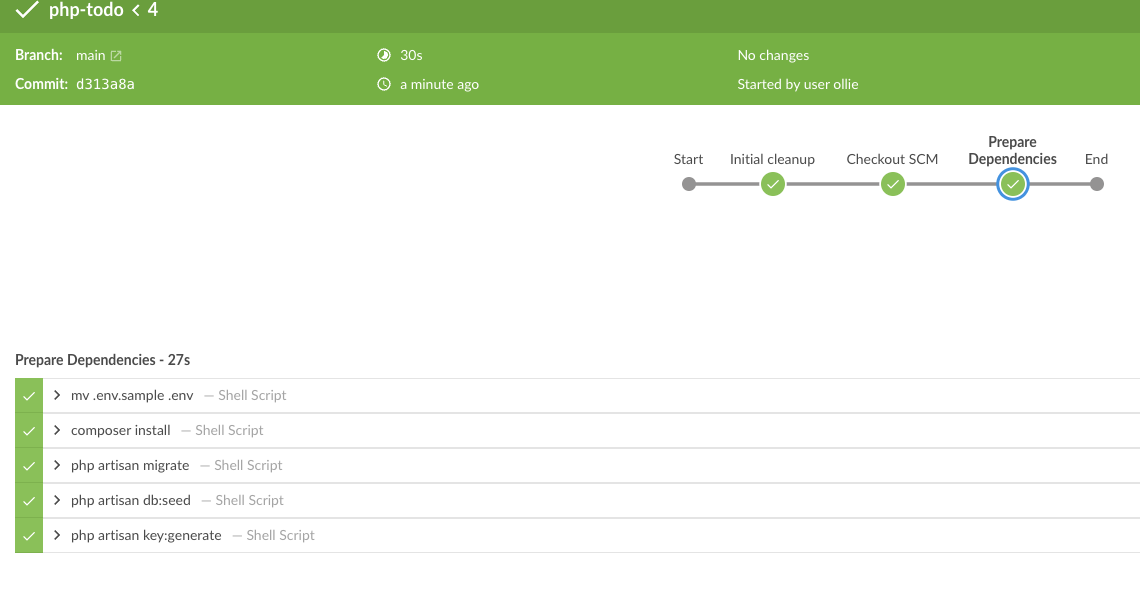 php-todo < 4
Branch: main
30s
No changes
Commit: d313a8a
a minute ago
Started by user ollie
Start
Initial cleanup
Checkout SCM
Prepare
Dependencies
End
Prepare Dependencies - 27s
mv .env.sample .env — Shell Script
composer install — Shell Script
php artisan migrate — Shell Script
php artisan db:seed — Shell Script
php artisan key:generate — Shell Script